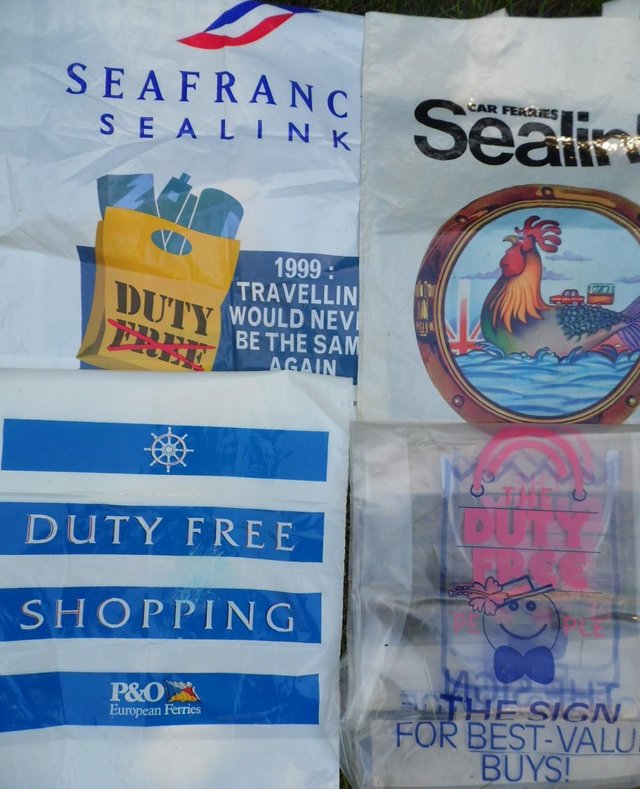 SEAFRANC
SEALINK
DUTY
FREE
1999 :
TRAVELLIN
WOULD NEV
BE THE SAM
AGAIN
CAR FERRIES
Sealin
DUTY FREE
SHOPPING
P&O
European Ferries
THE
DUTY
FREE
THE SIGN
FOR BEST-VALU
BUYS!